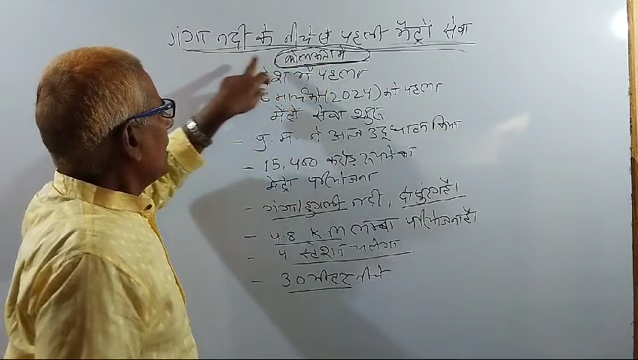 गंगा नदी के नीचे पहली मैट्रो सेवा
कोलकाता मे
देश में पहला
6 मार्च को (2024) को पहला
मेट्रो सेवा शुरू
- पी. म. ने आज उद्घाटन किया
- 15,400 करोड़ रुपये का
मेट्रो परियोजना
- गंगा/हुगली नदी,
- 4.8 K.M लम्बा परियोजना है।
- 4 स्टेशन
- 30 मीटर नीचे